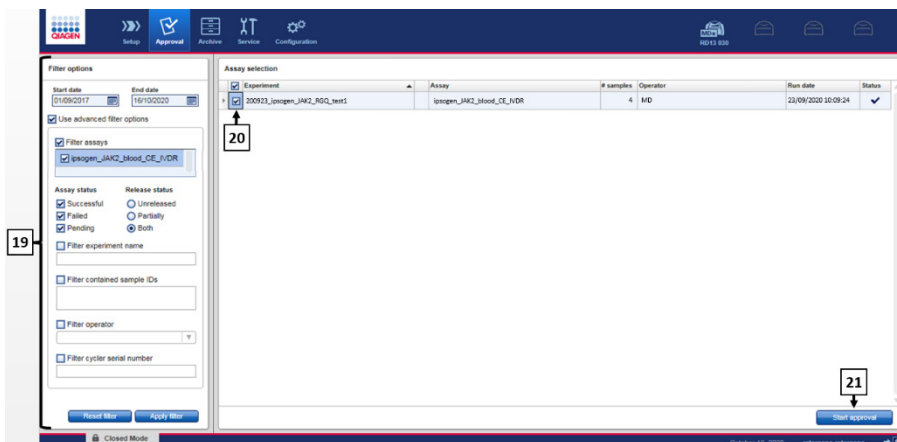 QIAGEN
Setup Approval Archive Service Configuration
MDx
RD13 030
Filter options
Start date End date
01/09/2017 16/10/2020
Use advanced filter options
Filter assays
ipsogen_JAK2_blood_CE_IVDR
Assay status Release status
Successful Unreleased
Failed Partially
Pending Both
Filter experiment name
Filter contained sample IDs
Filter operator
Filter cycler serial number
Reset filter Apply filter
19
Assay selection
Experiment Assay # samples Operator Run date Status
200923_ipsogen_JAK2_RGQ_test1 ipsogen_JAK2_blood_CE_IVDR 4 MD 23/09/2020 10:09:24
20
21
Start approval
Closed Mode